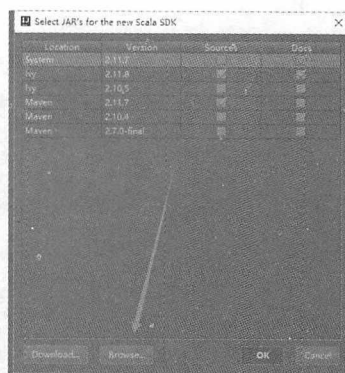 Select JAR's for the new Scala SDK
Location Version Sources Docs
System 2.11.7
Ivy 2.11.8
Ivy 2.10.5
Maven 2.11.7
Maven 2.10.4
Maven 2.7.0-final
Download... Browse... OK Cancel